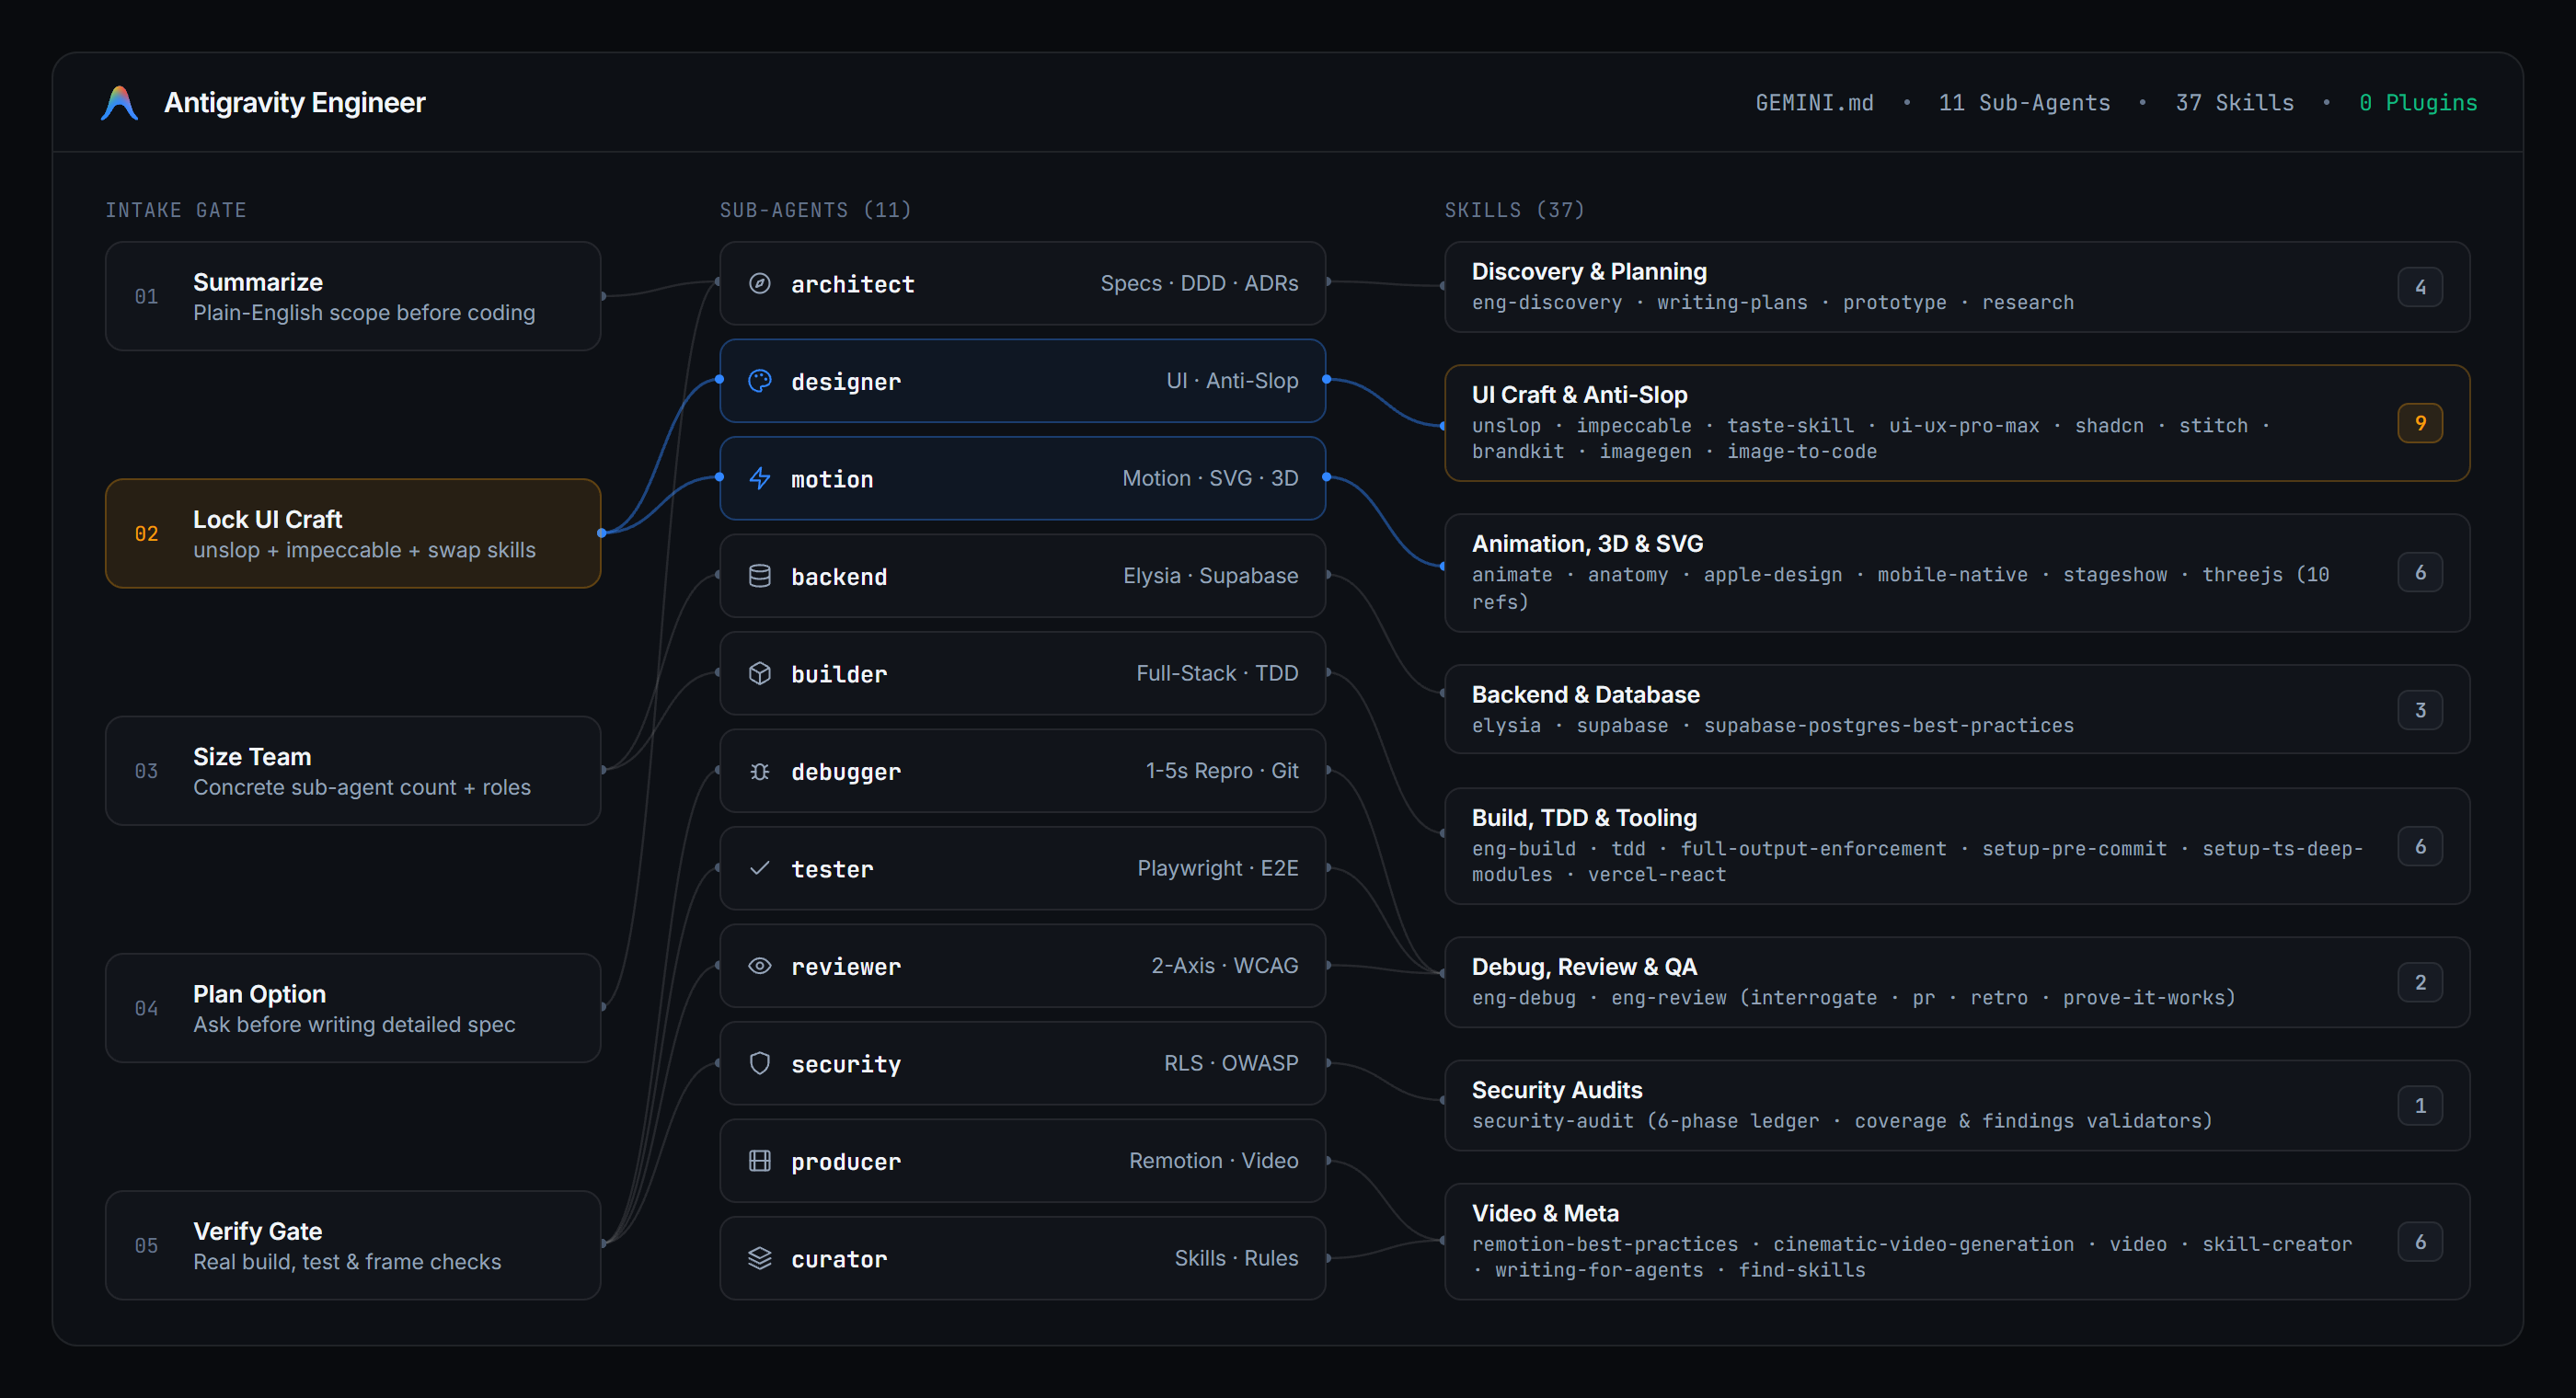 Antigravity Engineer
GEMINI.md • 11 Sub-Agents • 37 Skills • 0 Plugins
INTAKE GATE
01
Summarize
Plain-English scope before coding
02
Lock UI Craft
unslop + impeccable + swap skills
03
Size Team
Concrete sub-agent count + roles
04
Plan Option
Ask before writing detailed spec
05
Verify Gate
Real build, test & frame checks
SUB-AGENTS (11)
architect
Specs · DDD · ADRs
designer
UI · Anti-Slop
motion
Motion · SVG · 3D
backend
Elysia · Supabase
builder
Full-Stack · TDD
debugger
1-5s Repro · Git
tester
Playwright · E2E
reviewer
2-Axis · WCAG
security
RLS · OWASP
producer
Remotion · Video
curator
Skills · Rules
SKILLS (37)
Discovery & Planning
eng-discovery · writing-plans · prototype · research
4
UI Craft & Anti-Slop
unslop · impeccable · taste-skill · ui-ux-pro-max · shadcn · stitch ·
brandkit · imagegen · image-to-code
9
Animation, 3D & SVG
animate · anatomy · apple-design · mobile-native · stageshow · threejs (10
refs)
6
Backend & Database
elysia · supabase · supabase-postgres-best-practices
3
Build, TDD & Tooling
eng-build · tdd · full-output-enforcement · setup-pre-commit · setup-ts-deep-
modules · vercel-react
6
Debug, Review & QA
eng-debug · eng-review (interrogate · pr · retro · prove-it-works)
2
Security Audits
security-audit (6-phase ledger · coverage & findings validators)
1
Video & Meta
remotion-best-practices · cinematic-video-generation · video · skill-creator
· writing-for-agents · find-skills
6